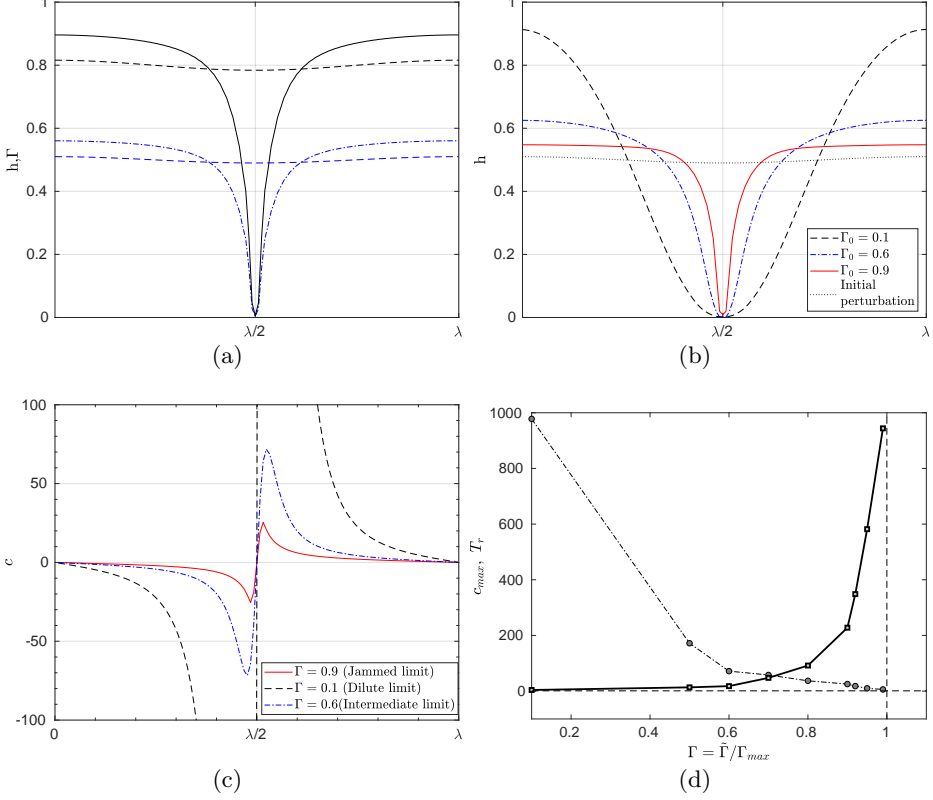 1
0.8
0.6
0.4
0.2
0
h,Γ
λ/2
λ
(a)
1
0.8
0.6
0.4
0.2
0
h
Γ₀ = 0.1
Γ₀ = 0.6
Γ₀ = 0.9
Initial
perturbation
λ/2
λ
(b)
100
50
0
-50
-100
c
Γ = 0.9 (Jammed limit)
Γ = 0.1 (Dilute limit)
Γ = 0.6(Intermediate limit)
0
λ/2
λ
(c)
1000
800
600
400
200
0
c_max, T_r
0.2
0.4
0.6
0.8
1
Γ = Γ̃/Γ_max
(d)